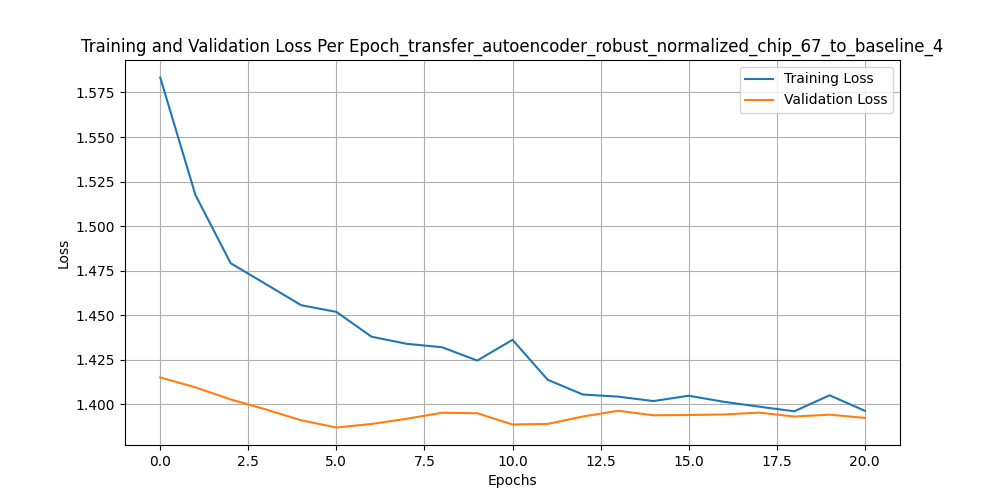 Training and Validation Loss Per Epoch_transfer_autoencoder_robust_normalized_chip_67_to_baseline_4
Training Loss
Validation Loss
1.575
1.550
1.525
1.500
1.475
1.450
1.425
1.400
Loss
0.0 2.5 5.0 7.5 10.0 12.5 15.0 17.5 20.0
Epochs